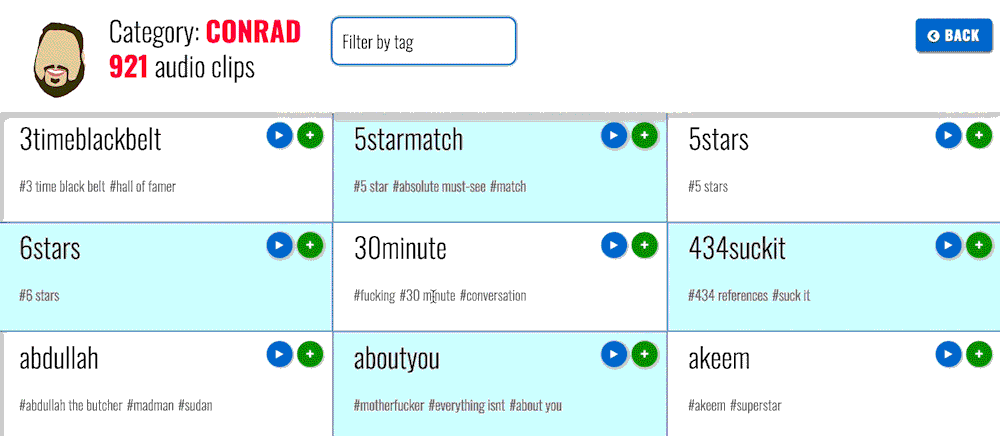 Category: CONRAD
921 audio clips
Filter by tag
BACK
3timeblackbelt
#3 time black belt #hall of famer
5starmatch
#5 star #absolute must-see #match
5stars
#5 stars
6stars
#6 stars
30minute
#fucking #30 minute #conversation
434suckit
#434 references #suck it
abdullah
#abdullah the butcher #madman #sudan
aboutyou
#motherfucker #everything isnt #about you
akeem
#akeem #superstar